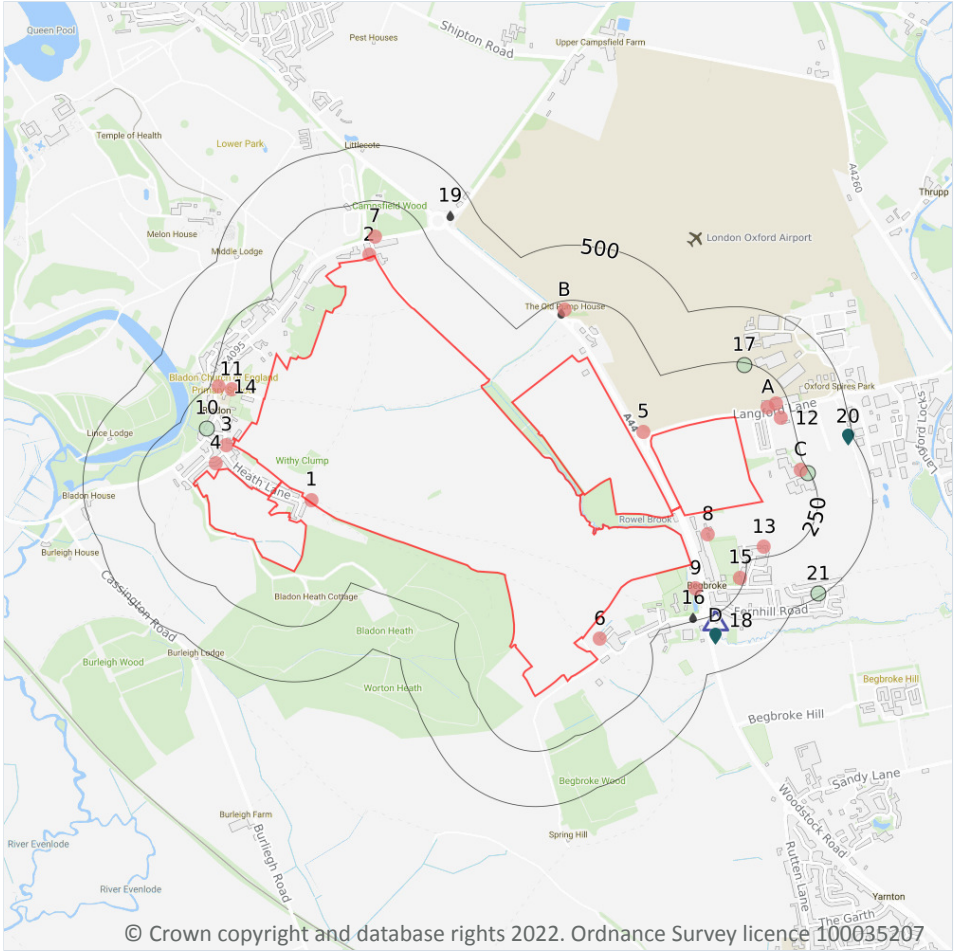 Queen Pool
Pest Houses
Shipton Road
Upper Campsfield Farm
Temple of Health
Lower Park
Littlecote
A4260
Thrupp
19
Campsfield Wood
7
2
Melon House
Middle Lodge
500
London Oxford Airport
B
The Old Pump House
A4095
17
11
Bladon Church of England
14
A
Oxford Spires Park
Langford Lane
12
20
Langford Locks
10
Bladon
3
5
A44
Lince Lodge
4
Withy Clump
C
Heath Lane
1
Bladon House
250
Rowel Brook
8
13
Burleigh House
15
9
Begbroke
21
Cassington Road
Bladon Heath Cottage
16
Fernhill Road
D
18
6
Bladon Heath
Burleigh Wood
Burleigh Lodge
Worton Heath
Begbroke Hill
Begbroke Hill
Begbroke Wood
Sandy Lane
Woodstock Road
Burleigh Farm
Burleigh Road
Spring Hill
River Evenlode
Rutten Lane
River Evenlode
Yarnton
The Garth
© Crown copyright and database rights 2022. Ordnance Survey licence 100035207